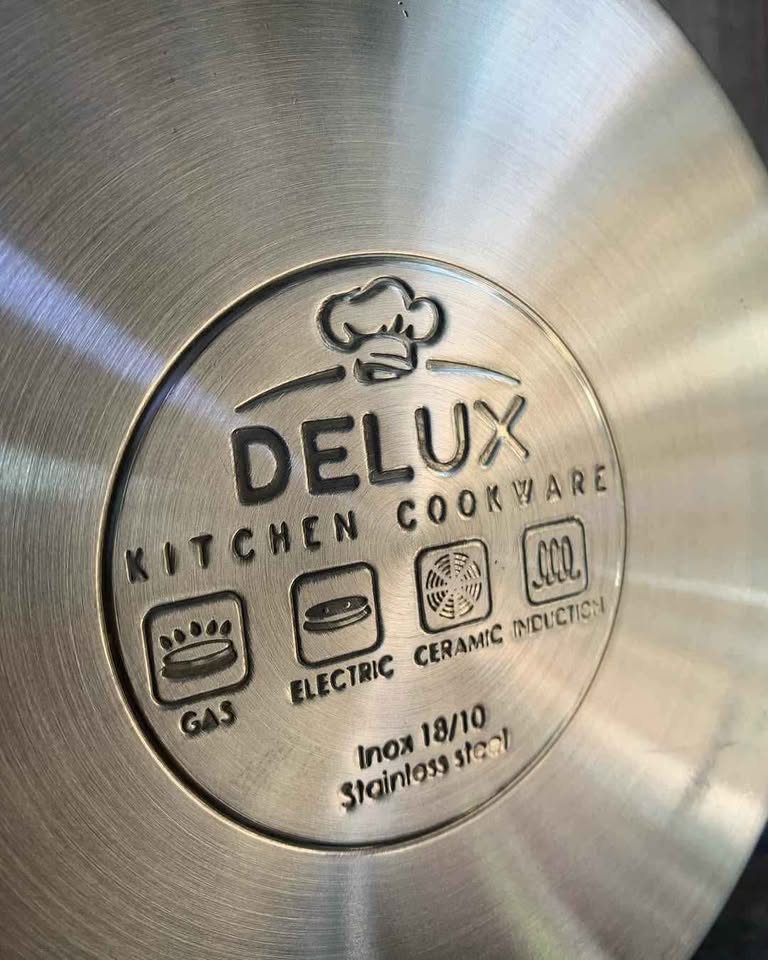 DELUX
KITCHEN COOKWARE
GAS
ELECTRIC
CERAMIC
INDUCTION
Inox 18/10
Stainless steel